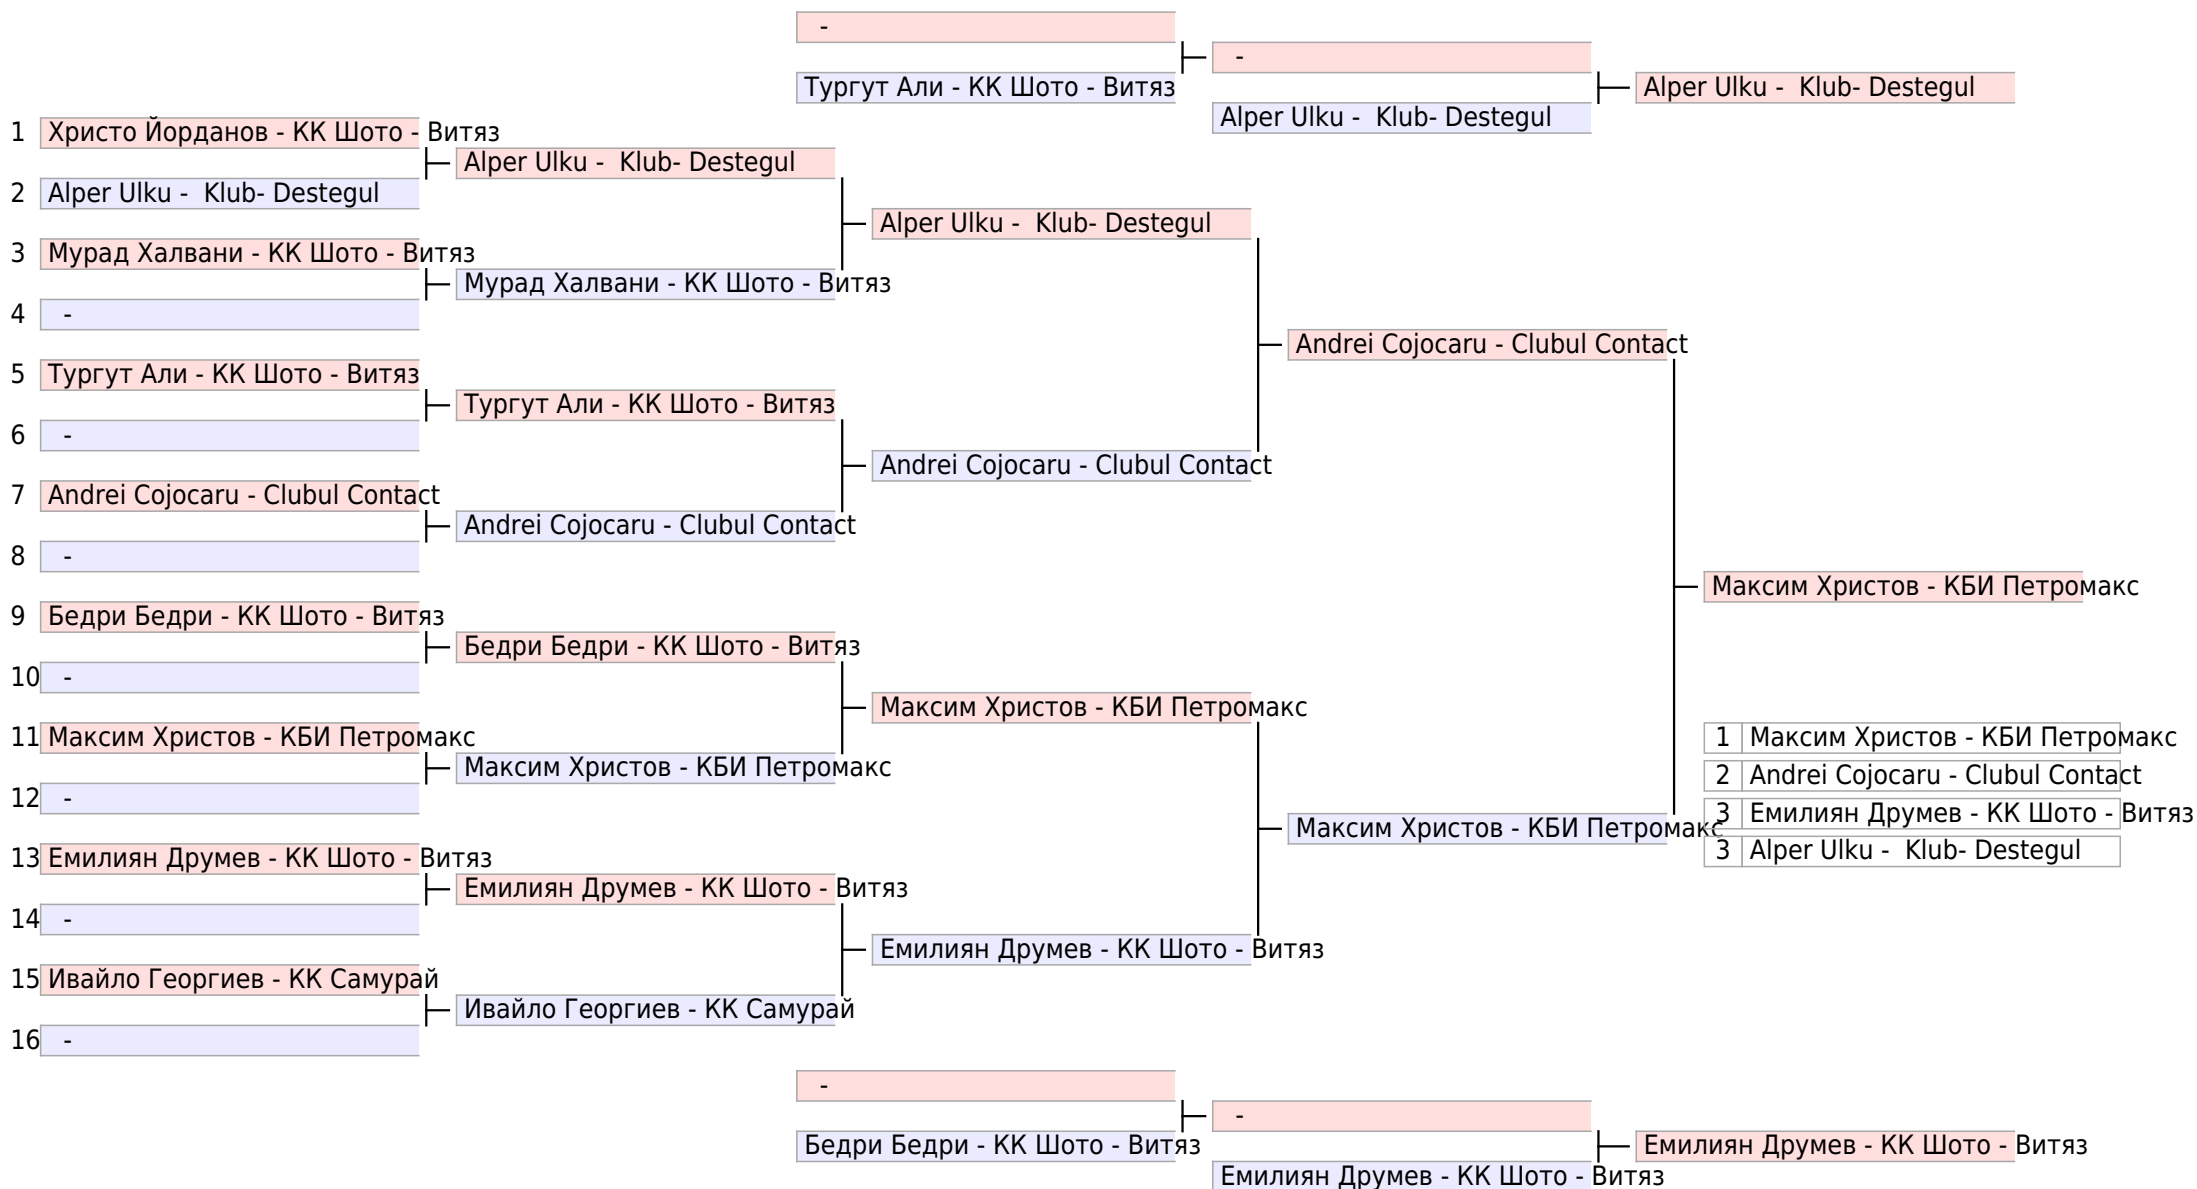 -
-
Тургут Али - КК Шото - Витяз
Alper Ulku -  Klub- Destegul
Alper Ulku -  Klub- Destegul
1 Христо Йорданов - КК Шото - Витяз
Alper Ulku -  Klub- Destegul
2 Alper Ulku -  Klub- Destegul
Alper Ulku -  Klub- Destegul
3 Мурад Халвани - КК Шото - Витяз
Мурад Халвани - КК Шото - Витяз
4 -
Andrei Cojocaru - Clubul Contact
5 Тургут Али - КК Шото - Витяз
Тургут Али - КК Шото - Витяз
6 -
Andrei Cojocaru - Clubul Contact
7 Andrei Cojocaru - Clubul Contact
Andrei Cojocaru - Clubul Contact
8 -
Максим Христов - КБИ Петромакс
9 Бедри Бедри - КК Шото - Витяз
Бедри Бедри - КК Шото - Витяз
10 -
Максим Христов - КБИ Петромакс
11 Максим Христов - КБИ Петромакс
1 Максим Христов - КБИ Петромакс
Максим Христов - КБИ Петромакс
2 Andrei Cojocaru - Clubul Contact
12 -
3 Емилиян Друмев - КК Шото - Витяз
Максим Христов - КБИ Петромакс
3 Alper Ulku -  Klub- Destegul
13 Емилиян Друмев - КК Шото - Витяз
Емилиян Друмев - КК Шото - Витяз
14 -
Емилиян Друмев - КК Шото - Витяз
15 Ивайло Георгиев - КК Самурай
Ивайло Георгиев - КК Самурай
16 -
-
-
Бедри Бедри - КК Шото - Витяз
Емилиян Друмев - КК Шото - Витяз
Емилиян Друмев - КК Шото - Витяз